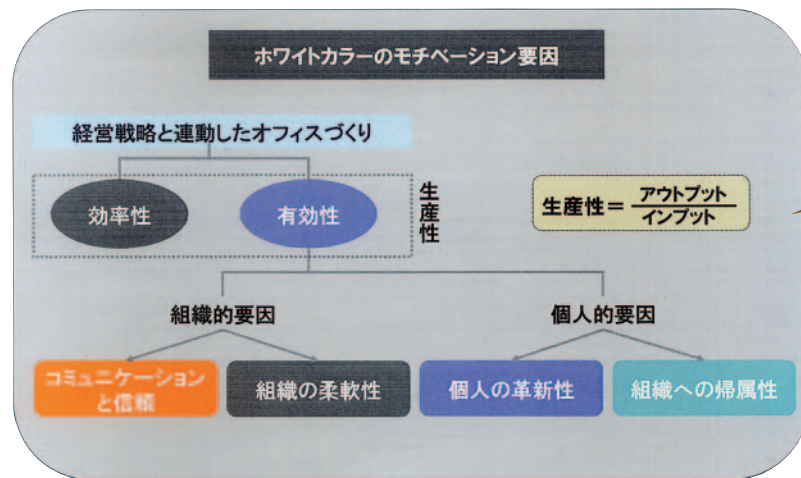 ホワイトカラーのモチベーション要因
経営戦略と連動したオフィスづくり
効率性
有効性
生産性
生産性＝アウトプット
インプット
組織的要因
個人的要因
コミュニケーション
と信頼
組織の柔軟性
個人の革新性
組織への帰属性